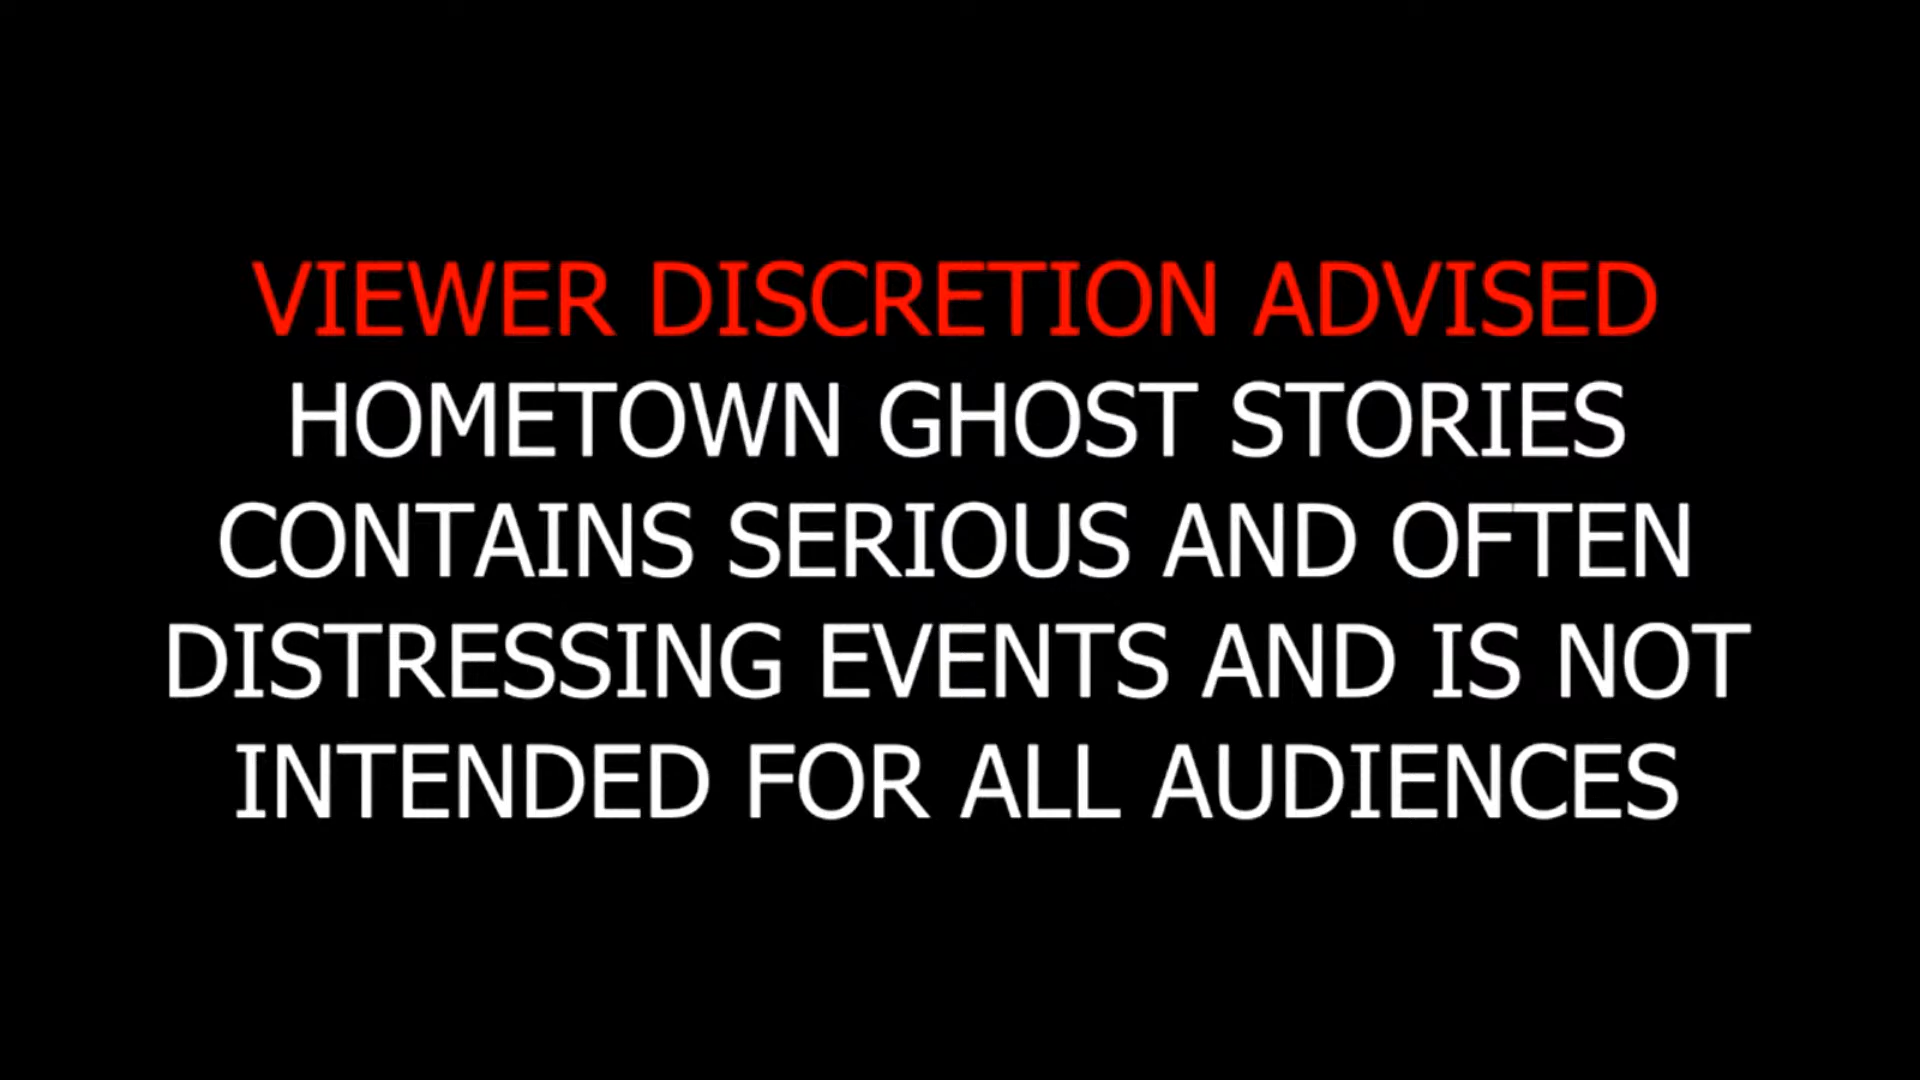 VIEWER DISCRETION ADVISED
HOMETOWN GHOST STORIES
CONTAINS SERIOUS AND OFTEN
DISTRESSING EVENTS AND IS NOT
INTENDED FOR ALL AUDIENCES